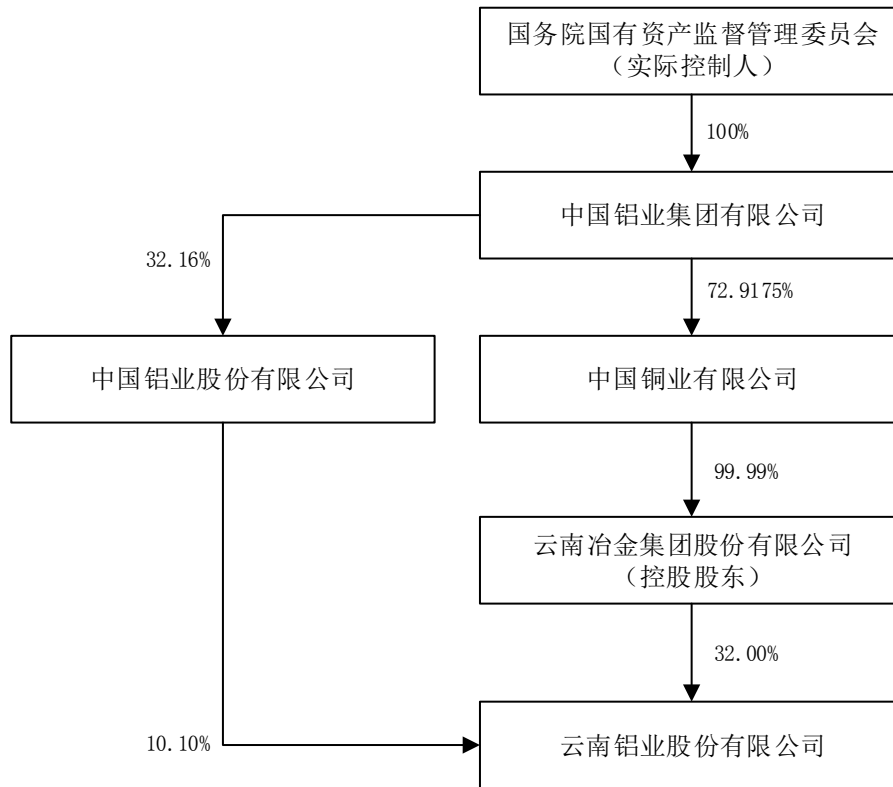 国务院国有资产监督管理委员会
（实际控制人）
100%
中国铝业集团有限公司
32.16%
72.9175%
中国铝业股份有限公司
中国铜业有限公司
99.99%
云南冶金集团股份有限公司
（控股股东）
32.00%
10.10%
云南铝业股份有限公司